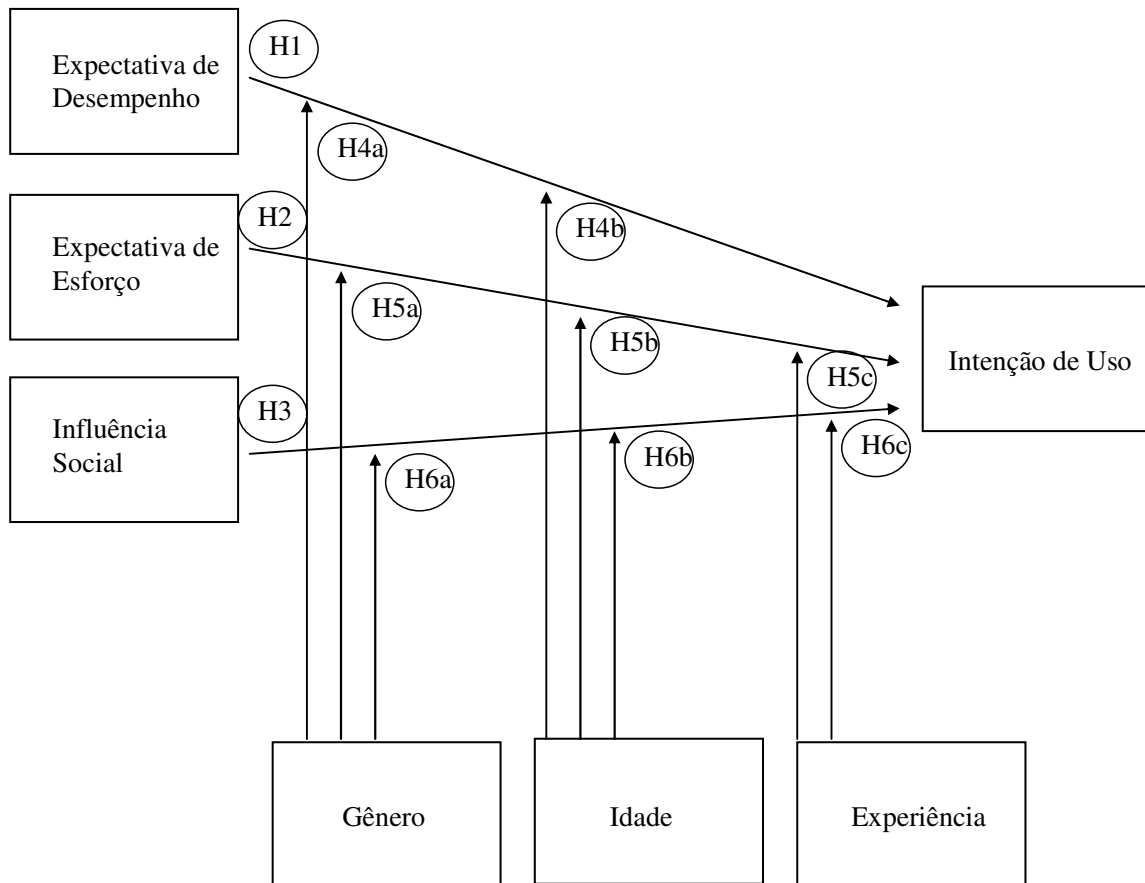 H1
Expectativa de
Desempenho
H4a
H2
H4b
Expectativa de
Esforço
H5a
H5b
Intenção de Uso
H5c
H3
Influência
Social
H6a
H6b
H6c
Gênero
Idade
Experiência